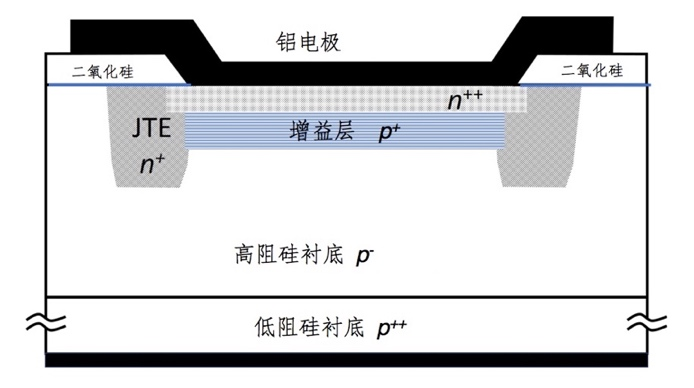 铝电极
二氧化硅 二氧化硅
n++
JTE 增益层 p+
n+
高阻硅衬底 p-
低阻硅衬底 p++